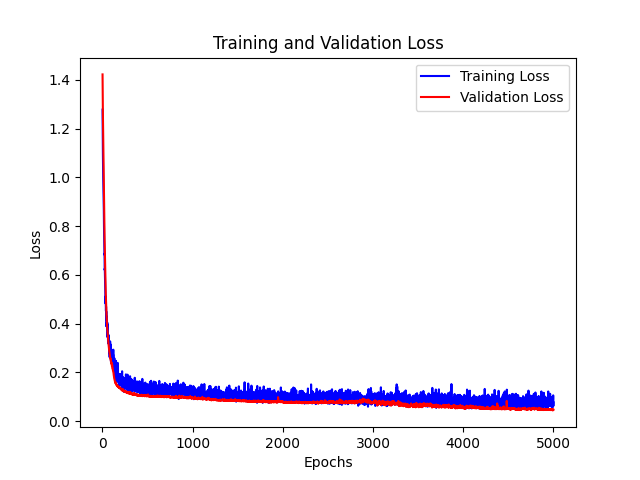 Training and Validation Loss
Training Loss
Validation Loss
1.4
1.2
1.0
0.8
0.6
0.4
0.2
0.0
Loss
0 1000 2000 3000 4000 5000
Epochs